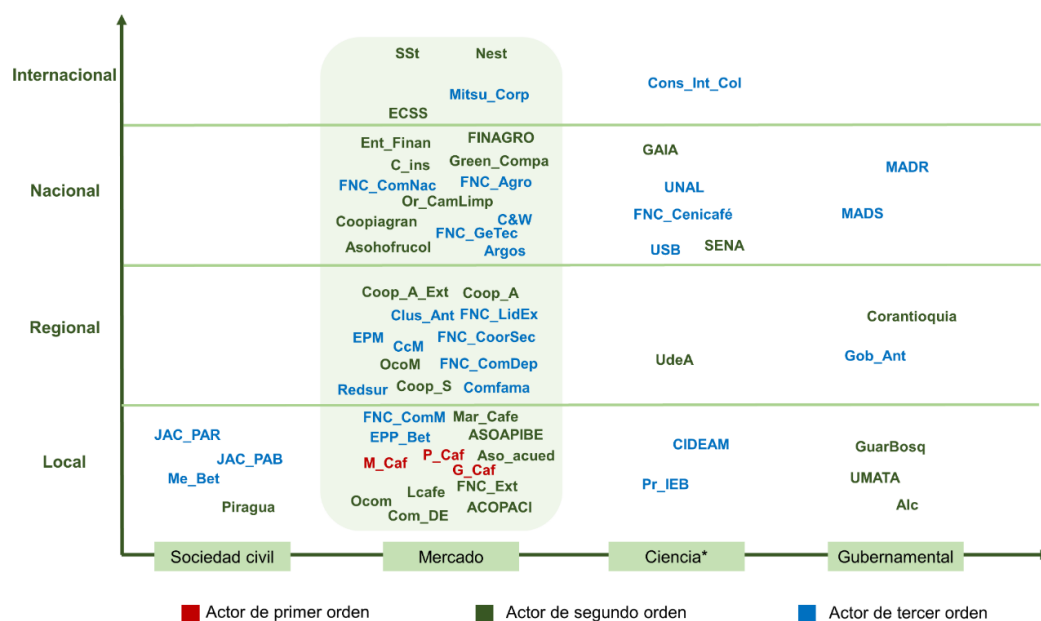 Internacional
SSt
Nest
Mitsu_Corp
Cons_Int_Col
ECSS
Nacional
Ent_Finan
FINAGRO
C_ins
Green_Compa
GAIA
MADR
FNC_ComNac
FNC_Agro
UNAL
Or_CamLimp
Coopiagran
C&W
FNC_Cenicafé
MADS
FNC_GeTec
Asohofrucol
Argos
USB
SENA
Regional
Coop_A_Ext
Coop_A
Clus_Ant
FNC_LidEx
Corantioquia
EPM
CcM
FNC_CoorSec
OcoM
FNC_ComDep
UdeA
Gob_Ant
Redsur
Coop_S
Comfama
Local
FNC_ComM
Mar_Cafe
JAC_PAR
EPP_Bet
ASOAPIBE
CIDEAM
GuarBosq
JAC_PAB
M_Caf
P_Caf
Aso_acued
G_Caf
Me_Bet
Lcafe
FNC_Ext
Pr_IEB
UMATA
Piragua
Ocom
Com_DE
ACOPACI
Alc
Sociedad civil
Mercado
Ciencia*
Gubernamental
Actor de primer orden
Actor de segundo orden
Actor de tercer orden